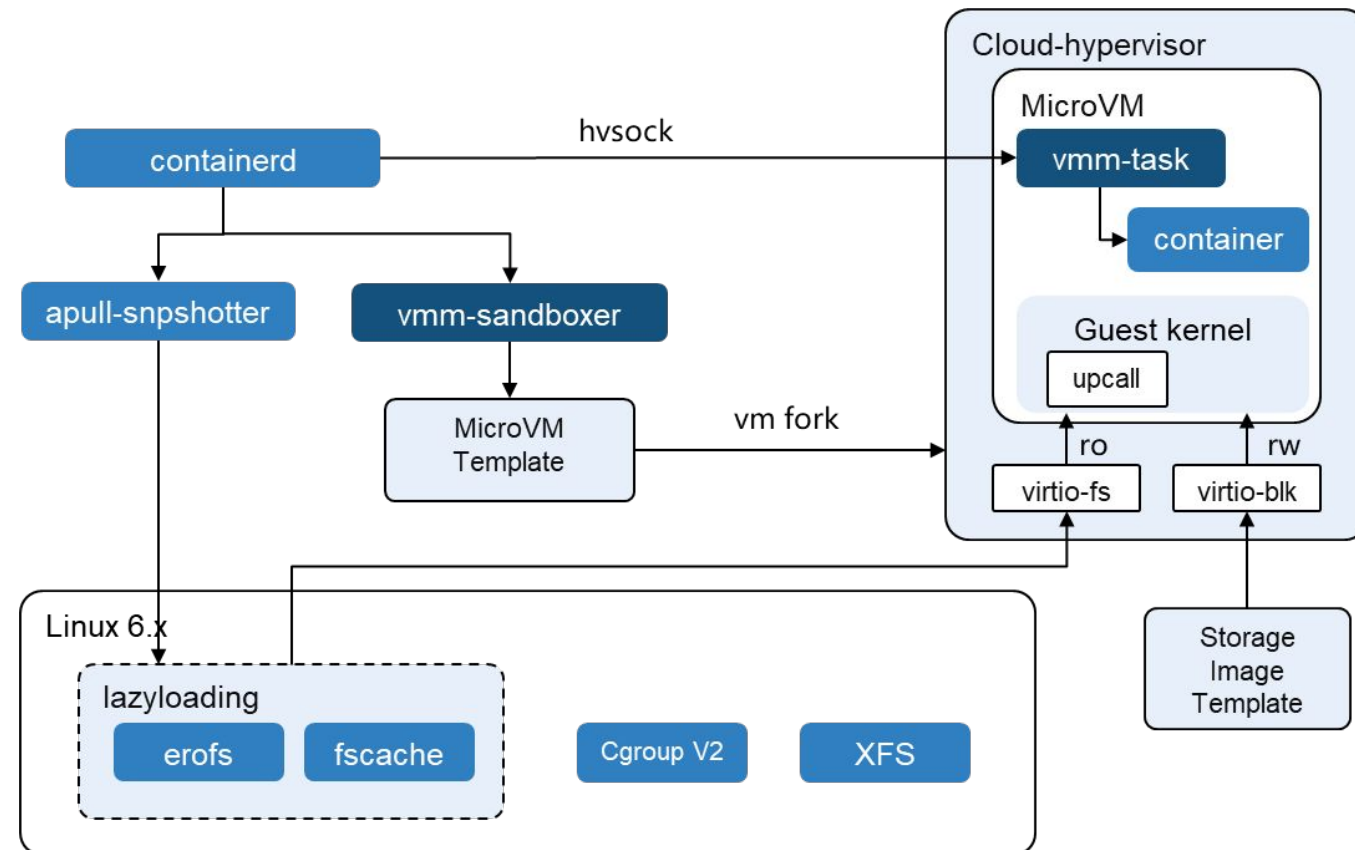 Cloud-hypervisor
MicroVM
hvsock
containerd
vmm-task
container
apull-snpshotter
vmm-sandboxer
Guest kernel
upcall
MicroVM
Template
vm fork
ro
rw
virtio-fs
virtio-blk
Linux 6.x
Storage
Image
Template
lazyloading
erofs
fscache
Cgroup V2
XFS